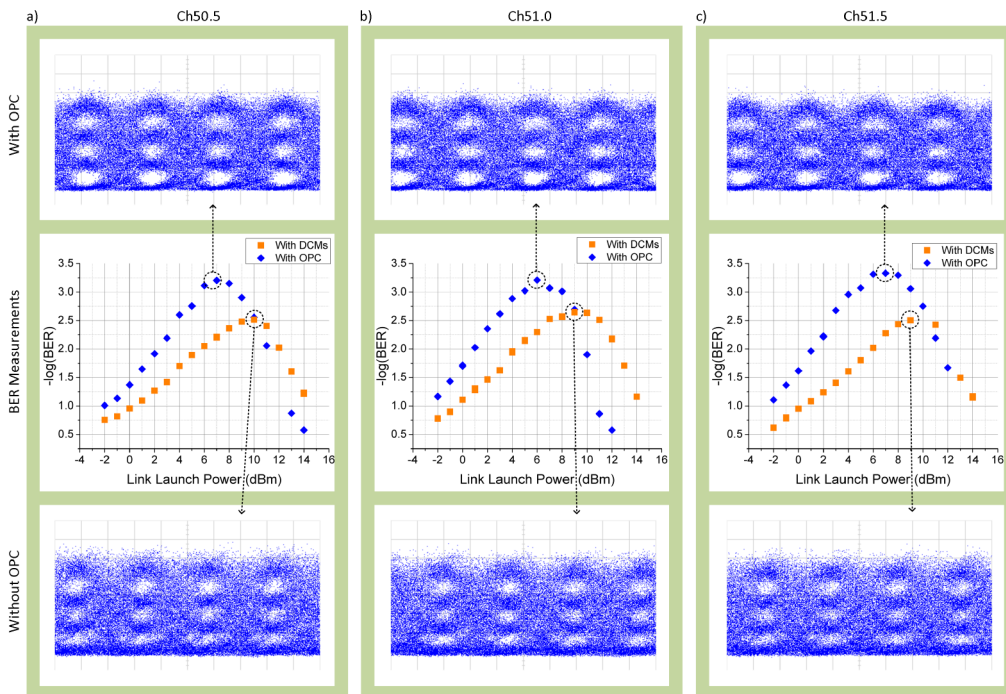 a) Ch50.5
b) Ch51.0
c) Ch51.5
With OPC
BER Measurements
Without OPC
With DCMs
With OPC
-log(BER)
3.5
3.0
2.5
2.0
1.5
1.0
0.5
-4 -2 0 2 4 6 8 10 12 14 16
Link Launch Power (dBm)
With DCMs
With OPC
-log(BER)
3.5
3.0
2.5
2.0
1.5
1.0
0.5
-4 -2 0 2 4 6 8 10 12 14 16
Link Launch Power (dBm)
With DCMs
With OPC
-log(BER)
3.5
3.0
2.5
2.0
1.5
1.0
0.5
-4 -2 0 2 4 6 8 10 12 14 16
Link Launch Power (dBm)